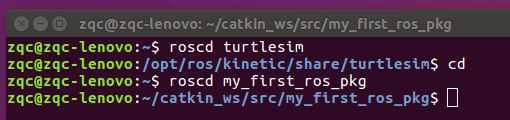 zqc@zqc-lenovo: ~/catkin_ws/src/my_first_ros_pkg
zqc@zqc-lenovo:~$ roscd turtlesim
zqc@zqc-lenovo:/opt/ros/kinetic/share/turtlesim$ cd
zqc@zqc-lenovo:~$ roscd my_first_ros_pkg
zqc@zqc-lenovo:~/catkin_ws/src/my_first_ros_pkg$